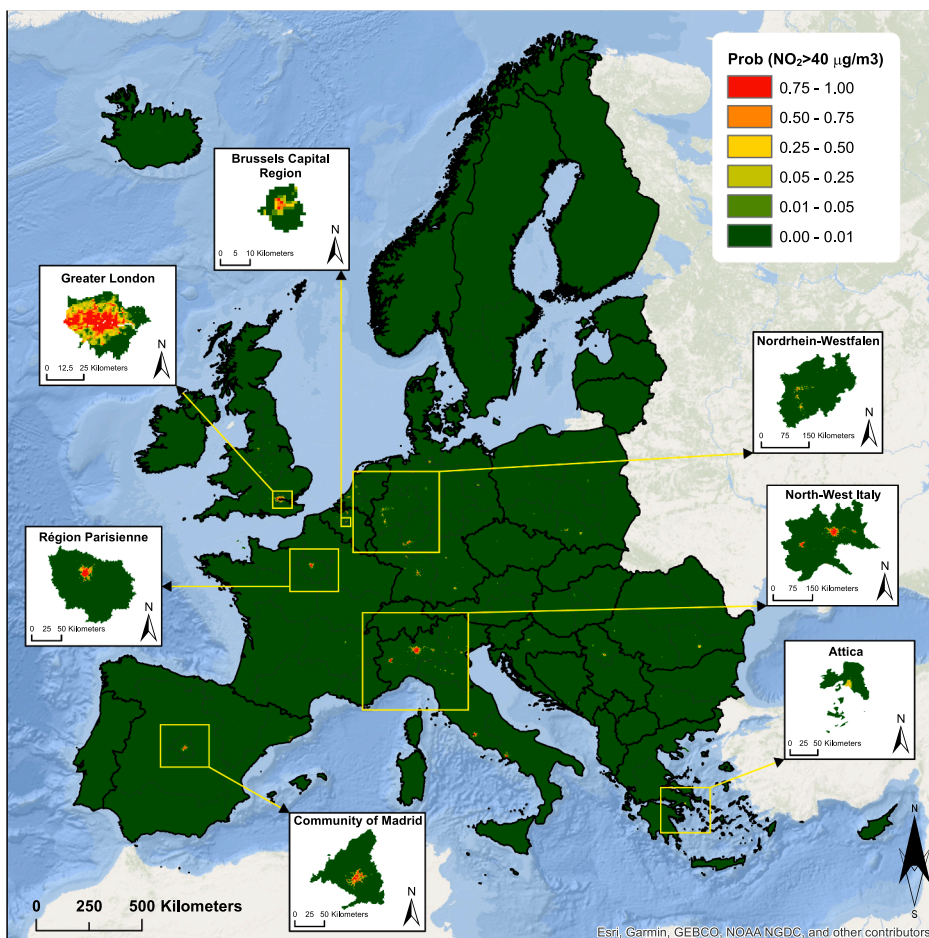 Prob (NO₂>40 µg/m3)
0.75 - 1.00
0.50 - 0.75
0.25 - 0.50
0.05 - 0.25
0.01 - 0.05
0.00 - 0.01
Brussels Capital
Region
N
0 5 10 Kilometers
Greater London
N
0 12,5 25 Kilometers
Nordrhein-Westfalen
N
0 75 150 Kilometers
North-West Italy
N
0 75 150 Kilometers
Région Parisienne
N
0 25 50 Kilometers
Attica
N
0 25 50 Kilometers
Community of Madrid
N
0 25 50 Kilometers
0 250 500 Kilometers
N
S
Esri, Garmin, GEBCO, NOAA NGDC, and other contributors